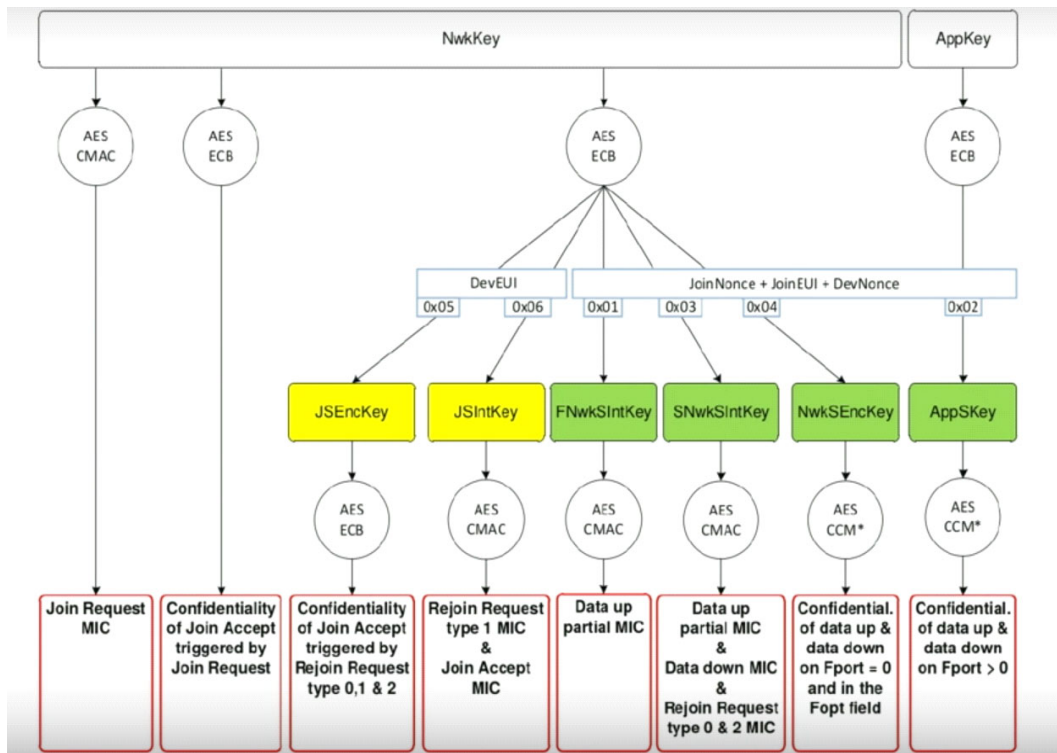 NwkKey
AppKey
AES
CMAC
AES
ECB
AES
ECB
AES
ECB
DevEUI
JoinNonce + JoinEUI + DevNonce
0x05
0x06
0x01
0x03
0x04
0x02
JSEncKey
JSIntKey
FNwkSIntKey
SNwkSIntKey
NwkSEncKey
AppSKey
AES
ECB
AES
CMAC
AES
CMAC
AES
CMAC
AES
CCM*
AES
CCM*
Join Request
MIC
Confidentiality
of Join Accept
triggered by
Join Request
Confidentiality
of Join Accept
triggered by
Rejoin Request
type 0,1 & 2
Rejoin Request
type 1 MIC
&
Join Accept
MIC
Data up
partial MIC
Data up
partial MIC
&
Data down MIC
&
Rejoin Request
type 0 & 2 MIC
Confidential.
of data up &
data down
on Fport = 0
and in the
Fopt field
Confidential.
of data up &
data down
on Fport > 0